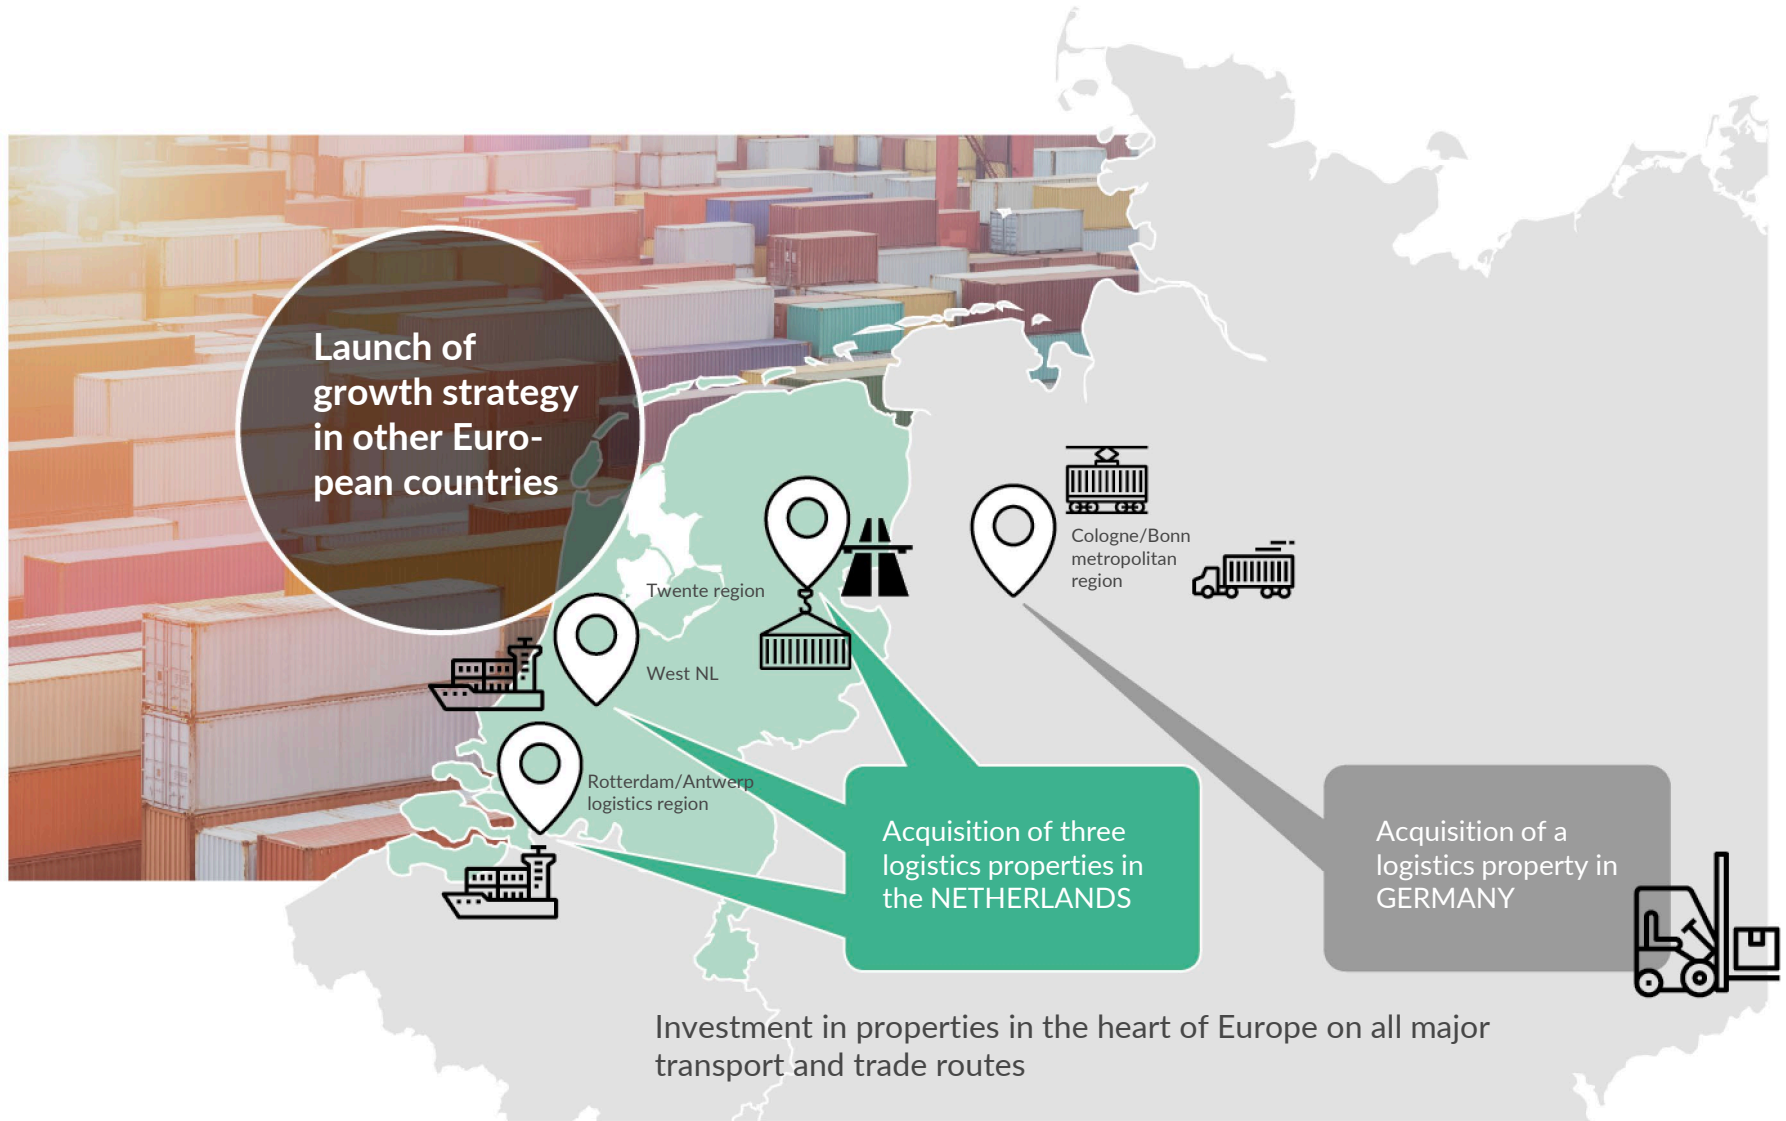 Launch of
growth strategy
in other Euro-
pean countries
Cologne/Bonn
metropolitan
region
Twente region
West NL
Rotterdam/Antwerp
logistics region
Acquisition of three
logistics properties in
the NETHERLANDS
Acquisition of a
logistics property in
GERMANY
Investment in properties in the heart of Europe on all major
transport and trade routes